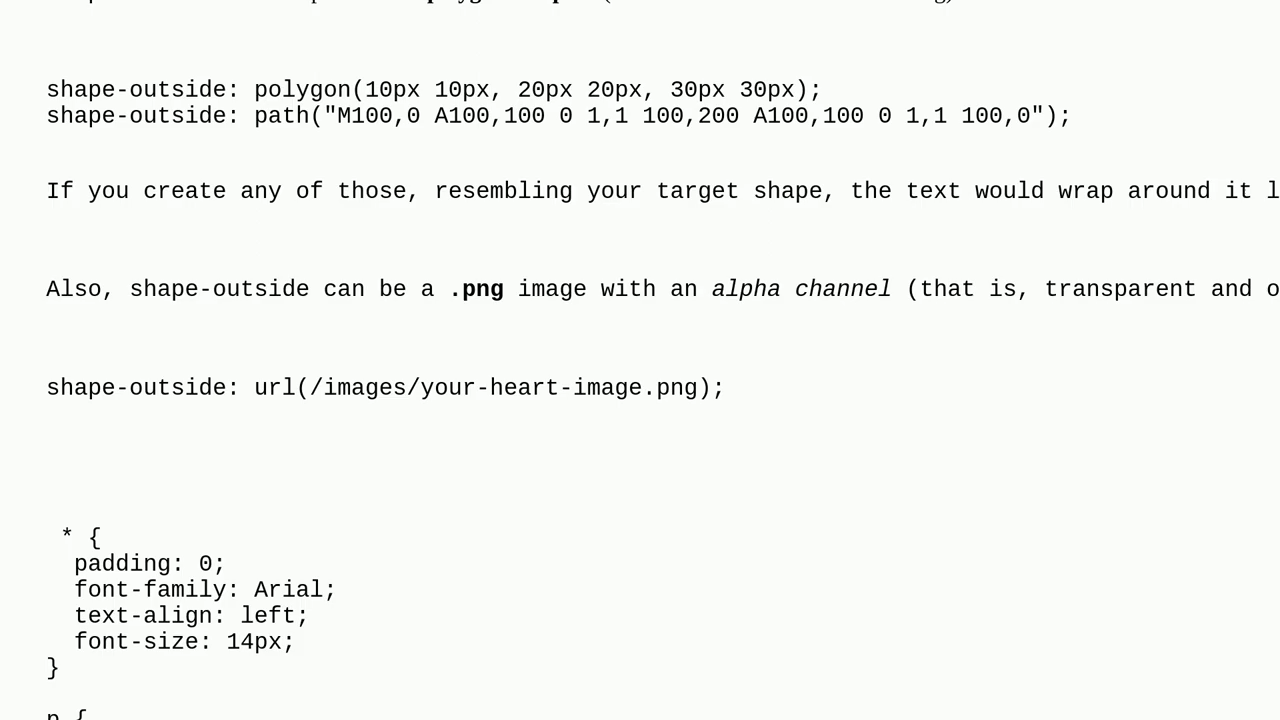 shape-outside: polygon(10px 10px, 20px 20px, 30px 30px);
shape-outside: path("M100,0 A100,100 0 1,1 100,200 A100,100 0 1,1 100,0");
If you create any of those, resembling your target shape, the text would wrap around it l
Also, shape-outside can be a .png image with an alpha channel (that is, transparent and o
shape-outside: url(/images/your-heart-image.png);
* {
padding: 0;
font-family: Arial;
text-align: left;
font-size: 14px;
}
p {